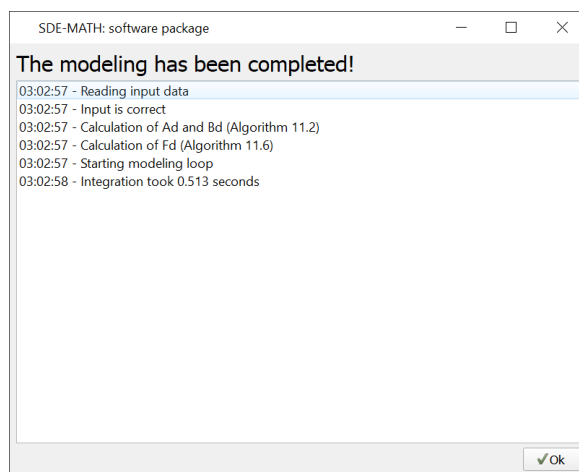 SDE-MATH: software package
The modeling has been completed!
03:02:57 - Reading input data
03:02:57 - Input is correct
03:02:57 - Calculation of Ad and Bd (Algorithm 11.2)
03:02:57 - Calculation of Fd (Algorithm 11.6)
03:02:57 - Starting modeling loop
03:02:58 - Integration took 0.513 seconds
Ok